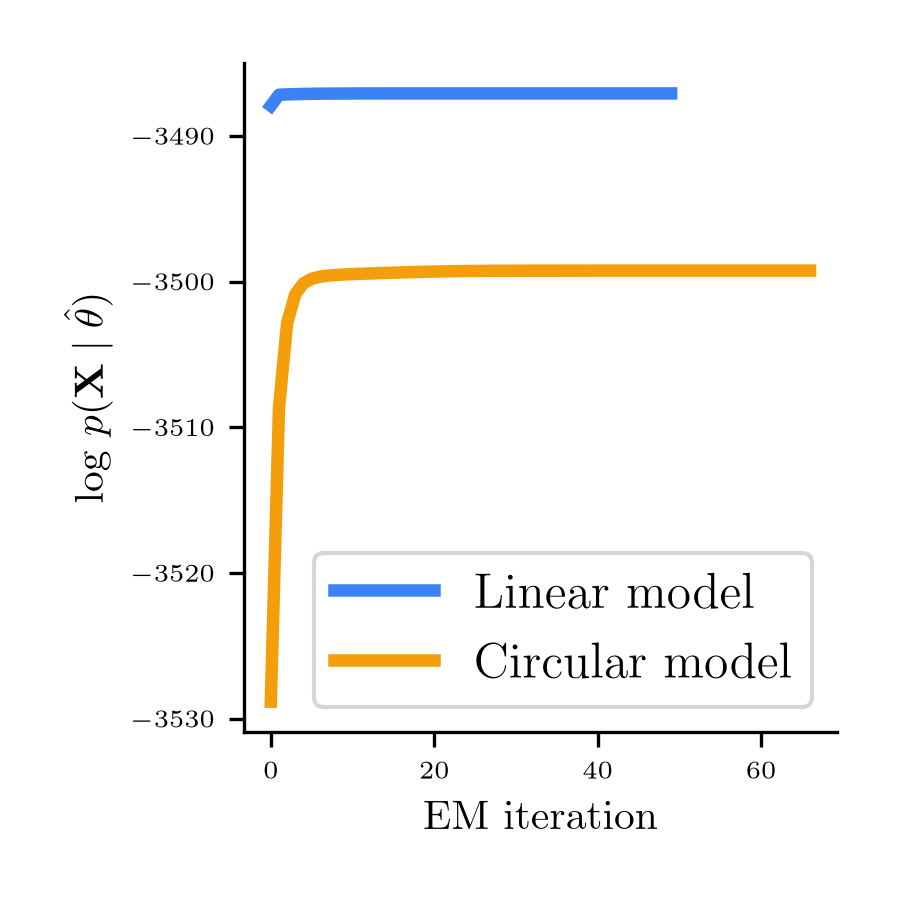 −3490
−3500
−3510
−3520
−3530
log p(X | θ̂)
Linear model
Circular model
0 20 40 60
EM iteration